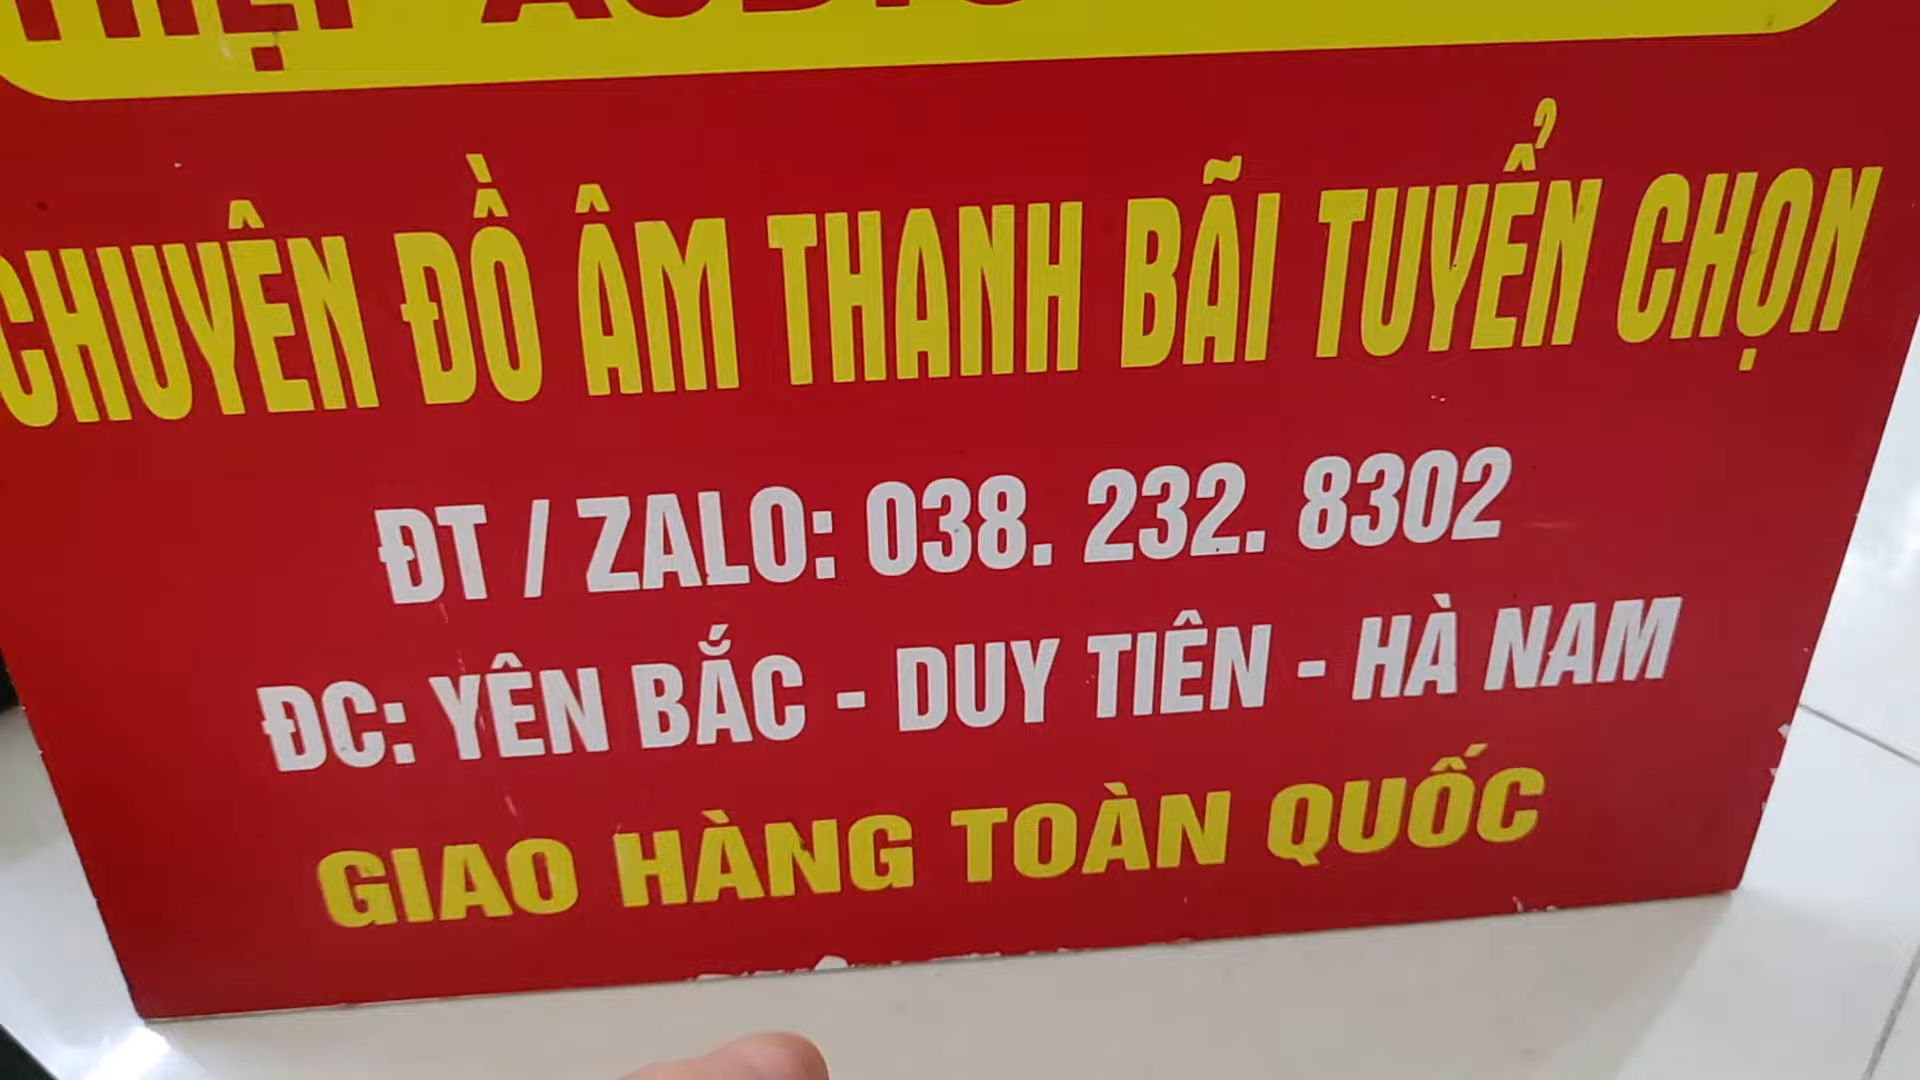 AUDIO
CHUYÊN ĐỒ ÂM THANH BÃI TUYỂN CHỌN
ĐT / ZALO: 038. 232. 8302
ĐC: YÊN BẮC - DUY TIÊN - HÀ NAM
GIAO HÀNG TOÀN QUỐC